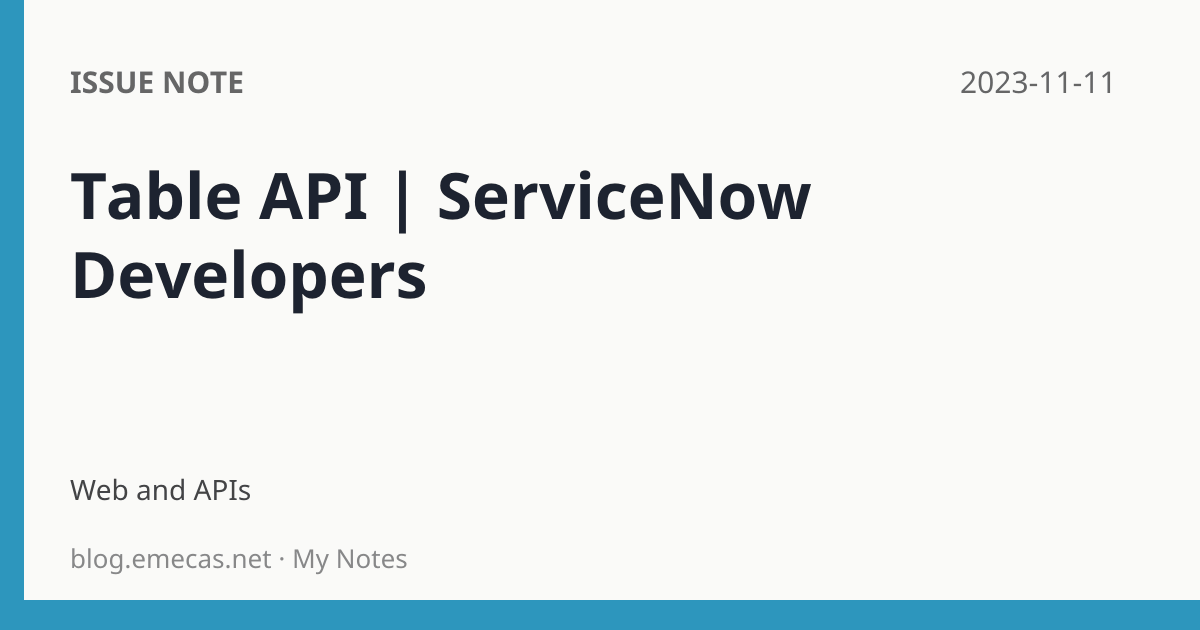 ISSUE NOTE
2023-11-11
Table API | ServiceNow
Developers
Web and APIs
blog.emecas.net · My Notes